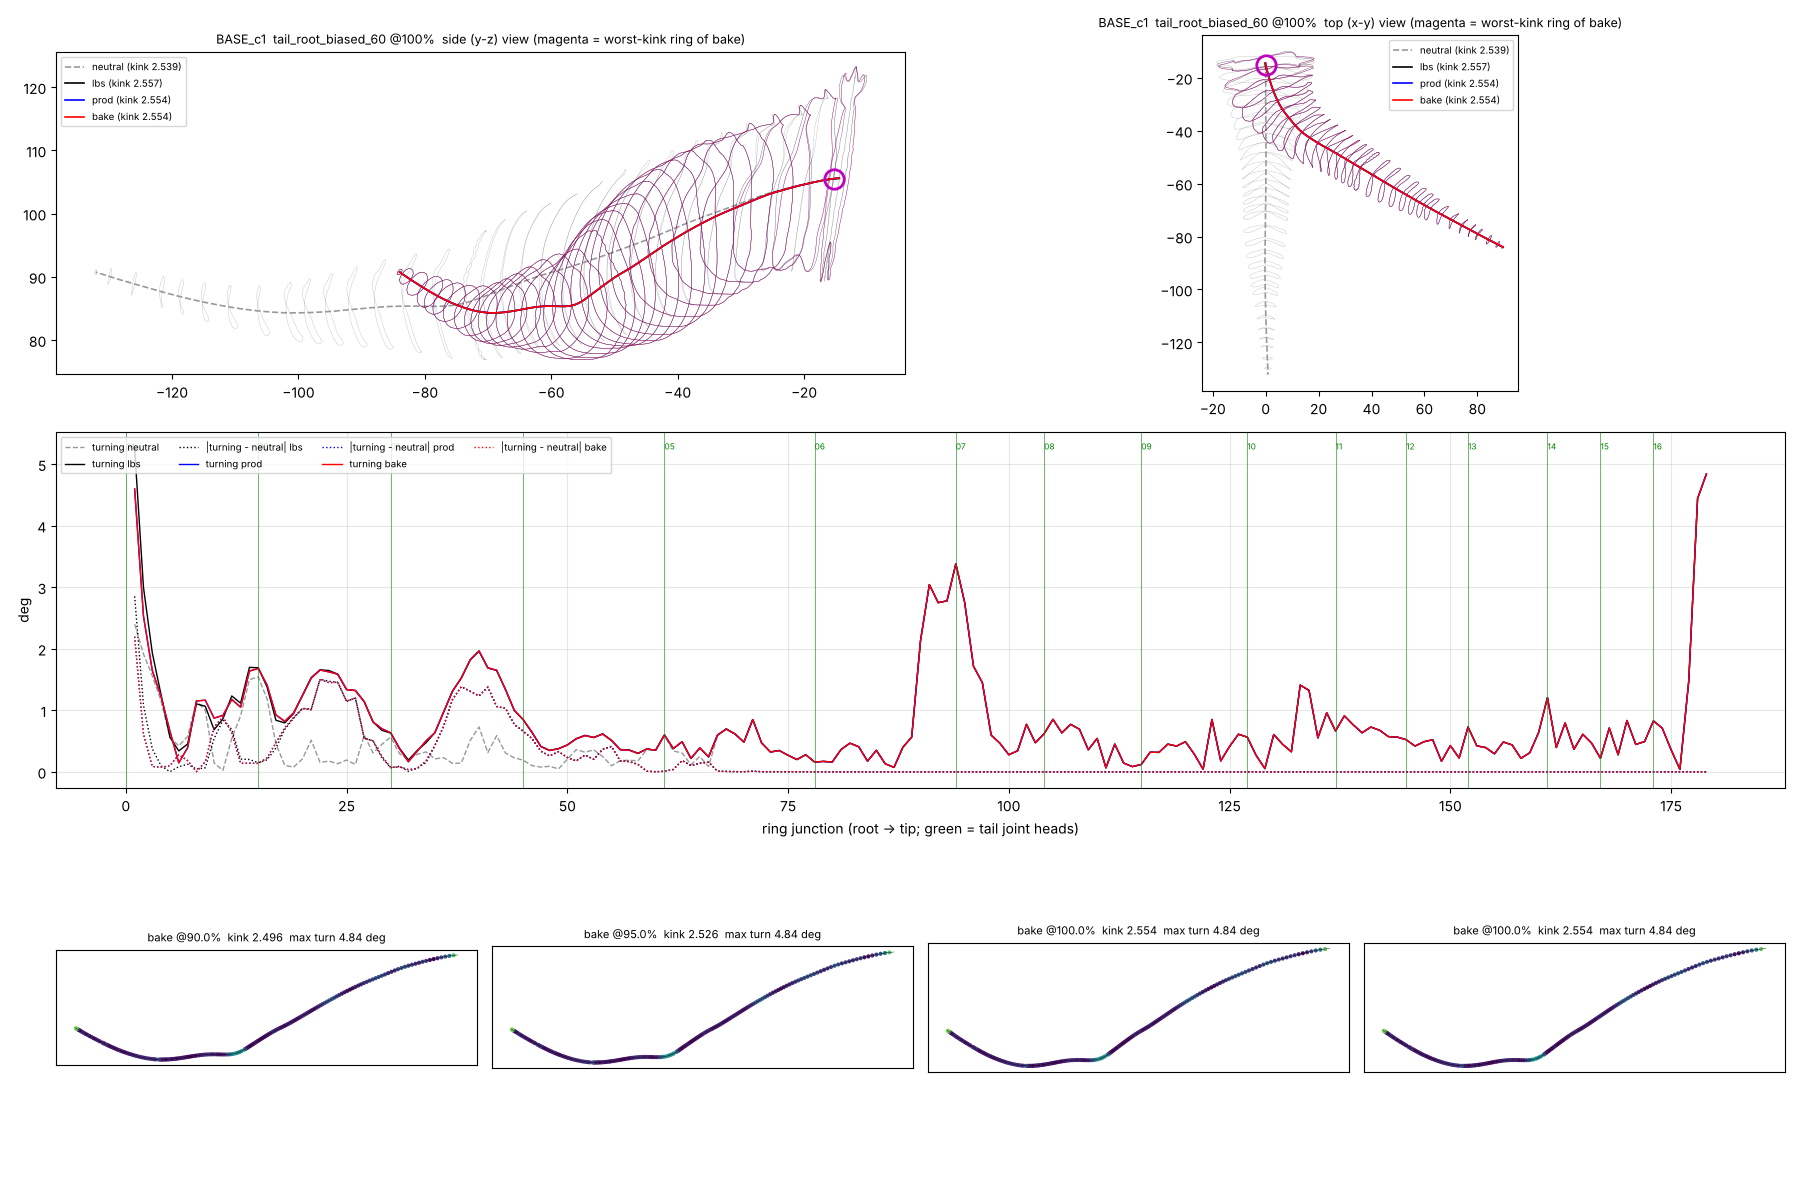 BASE_c1 tail_root_biased_60 @100% side (y-z) view (magenta = worst-kink ring of bake)
neutral (kink 2.539)
lbs (kink 2.557)
prod (kink 2.554)
bake (kink 2.554)
120
110
100
90
80
−120
−100
−80
−60
−40
−20
BASE_c1 tail_root_biased_60 @100% top (x-y) view (magenta = worst-kink ring of bake)
neutral (kink 2.539)
lbs (kink 2.557)
prod (kink 2.554)
bake (kink 2.554)
−20
−40
−60
−80
−100
−120
−20
0
20
40
60
80
turning neutral
turning lbs
|turning - neutral| lbs
turning prod
|turning - neutral| prod
turning bake
|turning - neutral| bake
05
06
07
08
09
10
11
12
13
14
15
16
deg
5
4
3
2
1
0
0
25
50
75
100
125
150
175
ring junction (root → tip; green = tail joint heads)
bake @90.0% kink 2.496 max turn 4.84 deg
bake @95.0% kink 2.526 max turn 4.84 deg
bake @100.0% kink 2.554 max turn 4.84 deg
bake @100.0% kink 2.554 max turn 4.84 deg